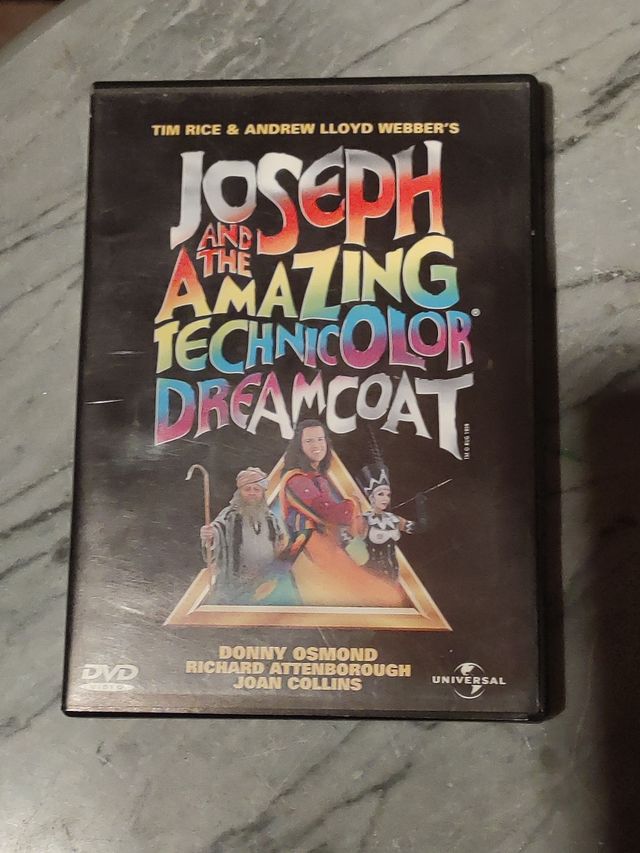 TIM RICE & ANDREW LLOYD WEBBER'S
JOSEPH
AND
THE
AMAZING
TECHNICOLOR®
DREAMCOAT
DONNY OSMOND
RICHARD ATTENBOROUGH
JOAN COLLINS
DVD
VIDEO
UNIVERSAL